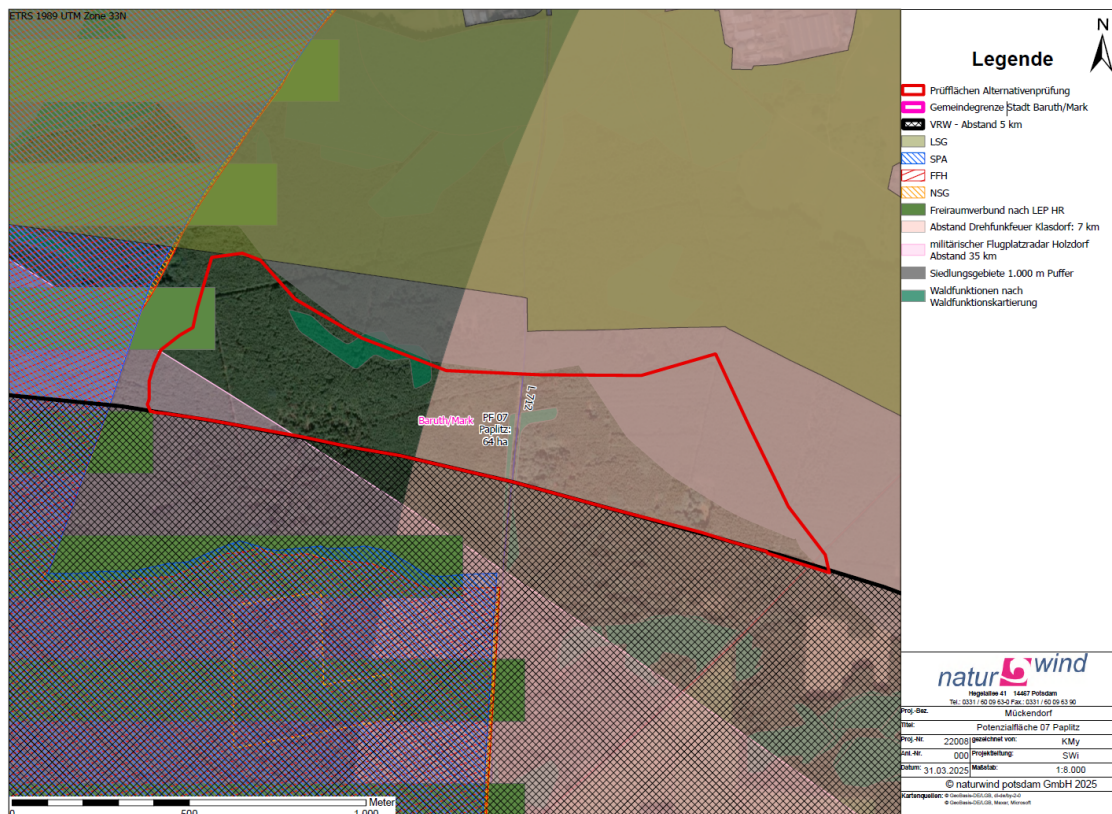 ETRS 1989 UTM Zone 33N
N
Legende
Prüfflächen Alternativenprüfung
Gemeindegrenze Stadt Baruth/Mark
VRW - Abstand 5 km
LSG
SPA
FFH
NSG
Freiraumverbund nach LEP HR
Abstand Drehfunkfeuer Klasdorf: 7 km
militärischer Flugplatzradar Holzdorf
Abstand 35 km
Siedlungsgebiete 1.000 m Puffer
Waldfunktionen nach
Waldfunktionskartierung
L 712
Baruth/Mark
PF 07
Paplitz:
64 ha
natur wind
Hegelallee 41 14467 Potsdam
Tel.: 0331 / 60 09 63-0 Fax.: 0331 / 60 09 63 90
Proj.-Bez. Mückendorf
Titel: Potenzialfläche 07 Paplitz
Proj.-Nr. 22008 gezeichnet von: KMy
Anl.-Nr. 000 Projektleitung: SWi
Datum: 31.03.2025 Maßstab: 1:8.000
© naturwind potsdam GmbH 2025
Kartenquellen: © GeoBasis-DE/LGB, dl-de/by-2-0
© GeoBasis-DE/LGB, Maxar, Microsoft
Meter
0 500 1.000